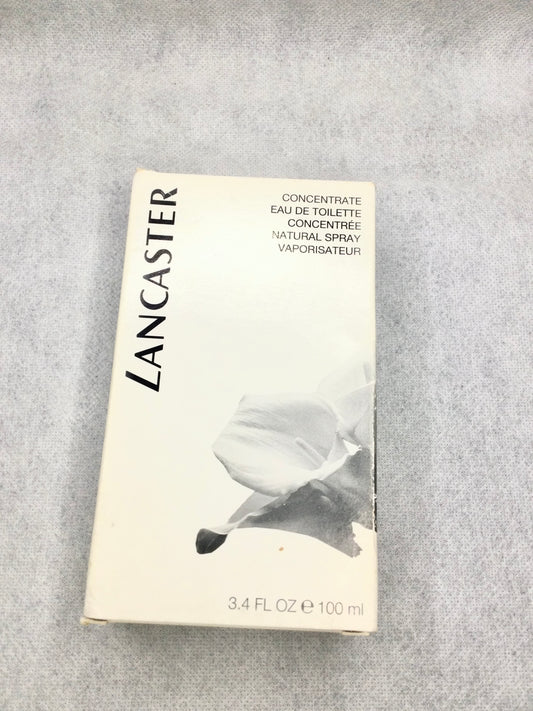 LANCASTER
CONCENTRATE
EAU DE TOILETTE
CONCENTRÉE
NATURAL SPRAY
VAPORISATEUR
3.4 FL OZ ℮ 100 ml